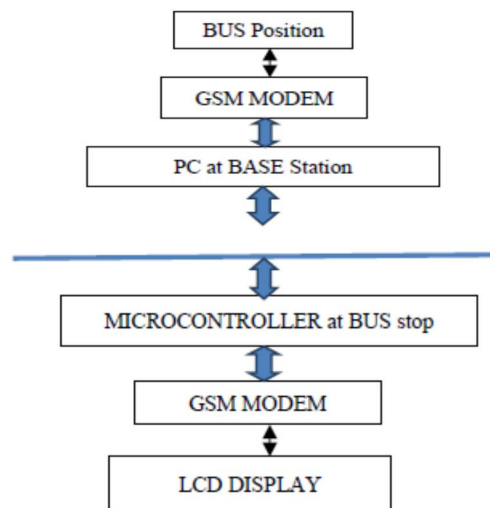 BUS Position
GSM MODEM
PC at BASE Station
MICROCONTROLLER at BUS stop
GSM MODEM
LCD DISPLAY